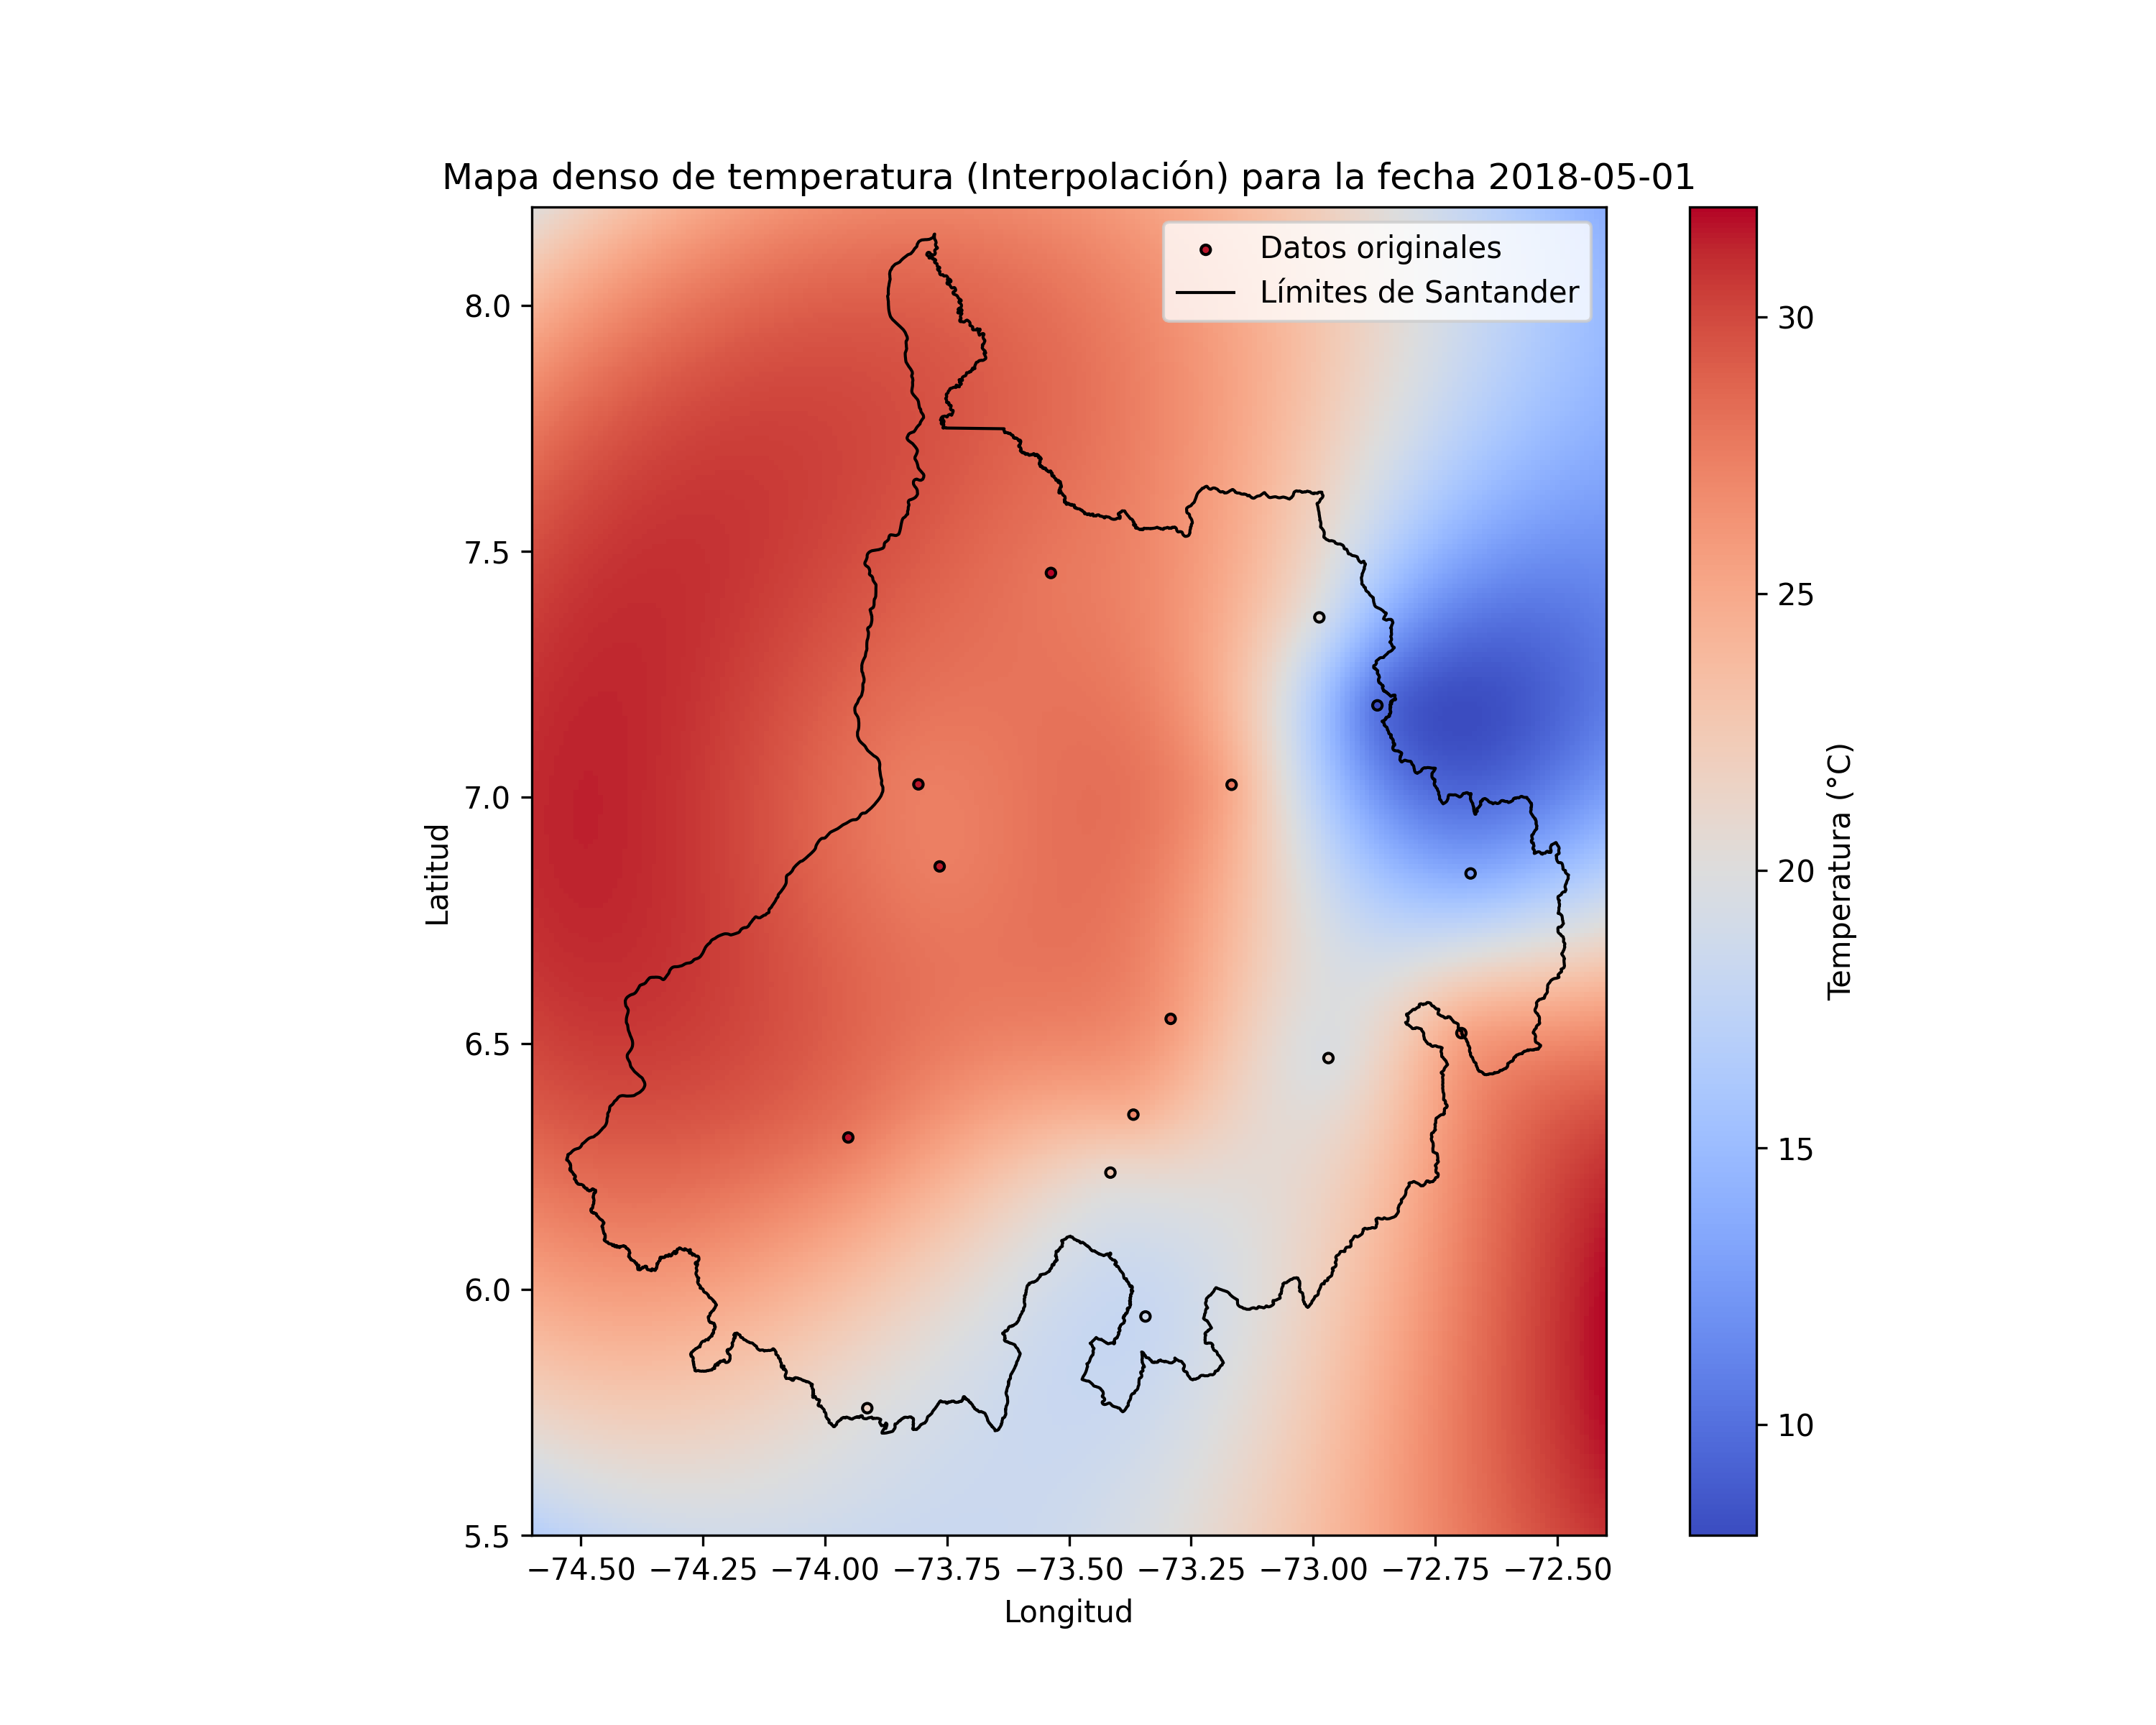 Mapa denso de temperatura (Interpolación) para la fecha 2018-05-01
Datos originales
Límites de Santander
8.0
7.5
7.0
6.5
6.0
5.5
Latitud
−74.50 −74.25 −74.00 −73.75 −73.50 −73.25 −73.00 −72.75 −72.50
Longitud
30
25
20
15
10
Temperatura (°C)